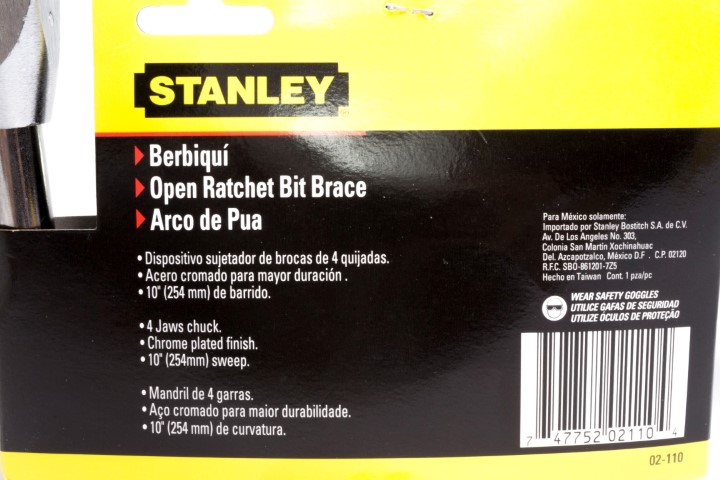 STANLEY
Berbiquí
Open Ratchet Bit Brace
Arco de Pua
• Dispositivo sujetador de brocas de 4 quijadas.
• Acero cromado para mayor duración .
• 10" (254 mm) de barrido.
• 4 Jaws chuck.
• Chrome plated finish.
• 10" (254mm) sweep.
• Mandril de 4 garras.
• Aço cromado para maior durabilidade.
• 10" (254 mm) de curvatura.
Para México solamente:
Importado por Stanley Bostitch S.A. de C.V.
Av. De Los Angeles No. 303,
Colonia San Martín Xochinahuac
Del. Azcapotzalco, México D.F . C.P. 02120
R.F.C. SBO-861201-7Z5
Hecho en Taiwan Cont. 1 pza/pc
WEAR SAFETY GOGGLES
UTILICE GAFAS DE SEGURIDAD
UTILIZE ÓCULOS DE PROTEÇÃO
7 47752 02110 4
02-110